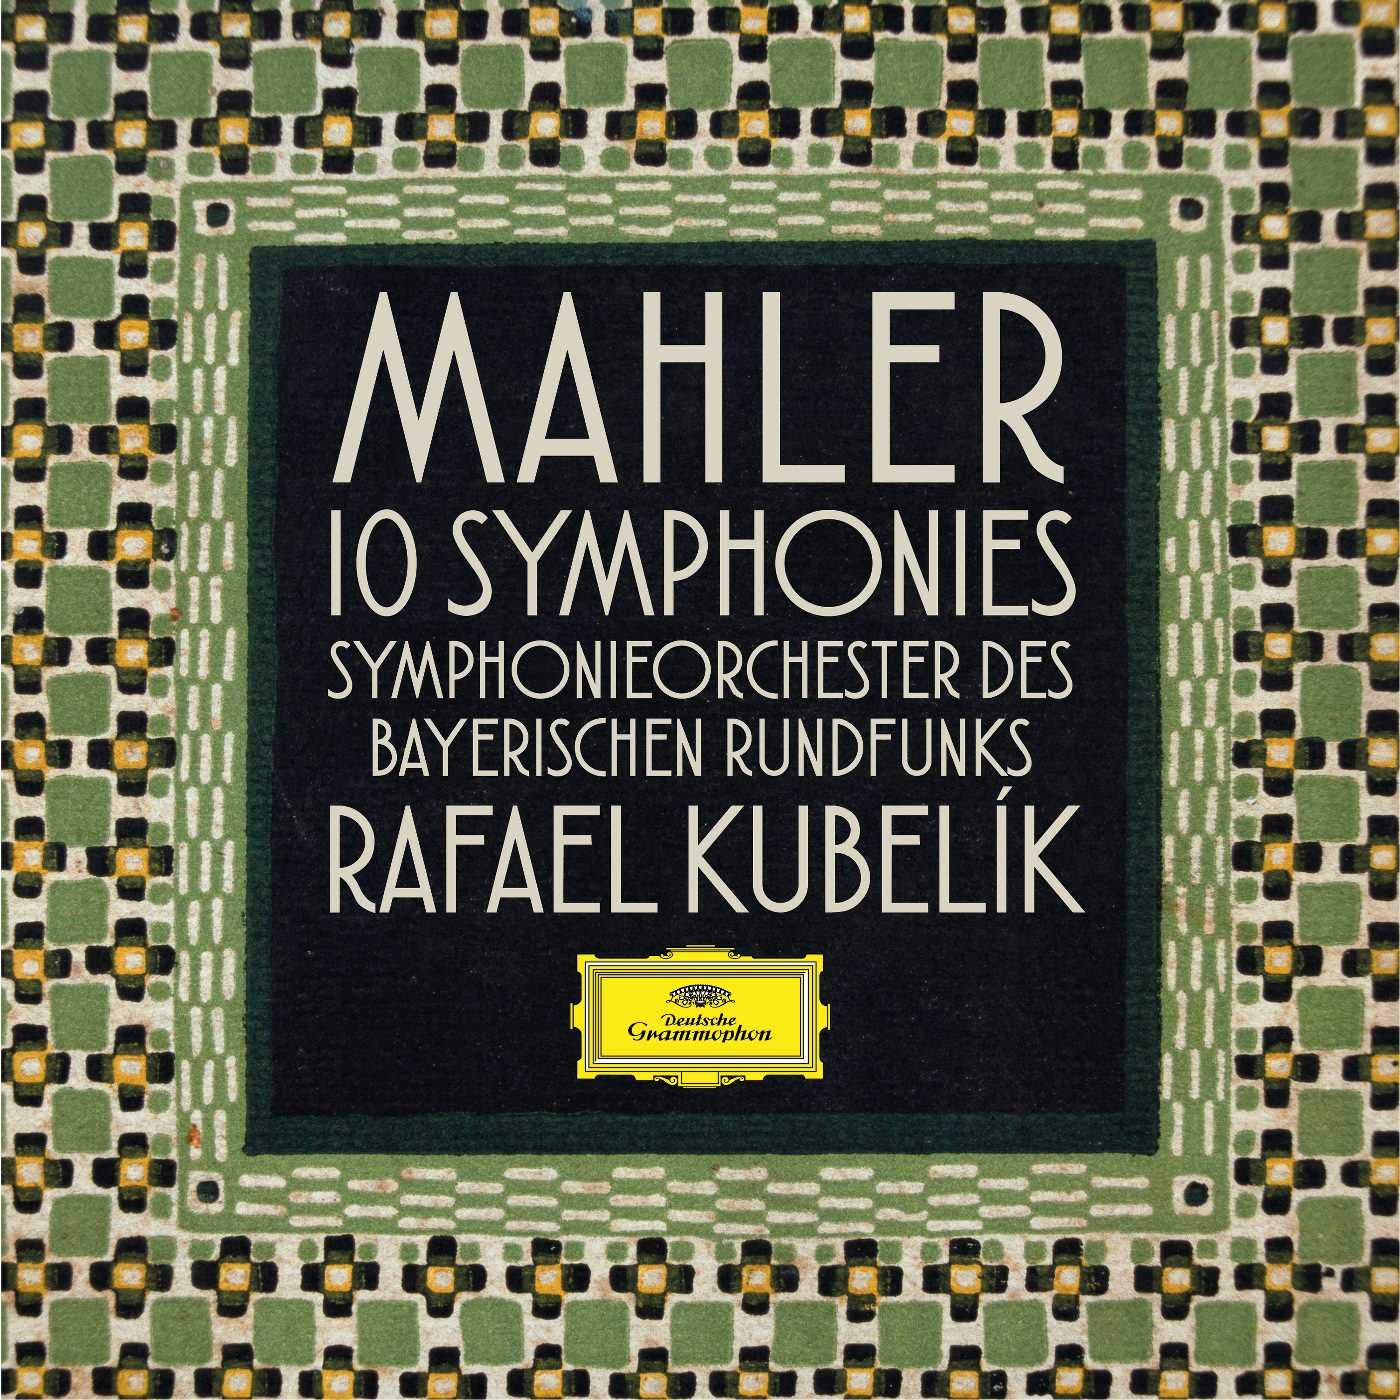 MAHLER
10 SYMPHONIES
SYMPHONIEORCHESTER DES
BAYERISCHEN RUNDFUNKS
RAFAEL KUBELÍK
Deutsche
Grammophon